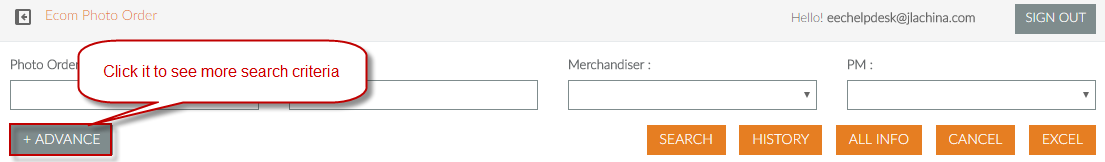 Ecom Photo Order
Hello! eechelpdesk@jlachina.com
SIGN OUT
Photo Order
Click it to see more search criteria
Merchandiser :
PM :
+ ADVANCE
SEARCH
HISTORY
ALL INFO
CANCEL
EXCEL